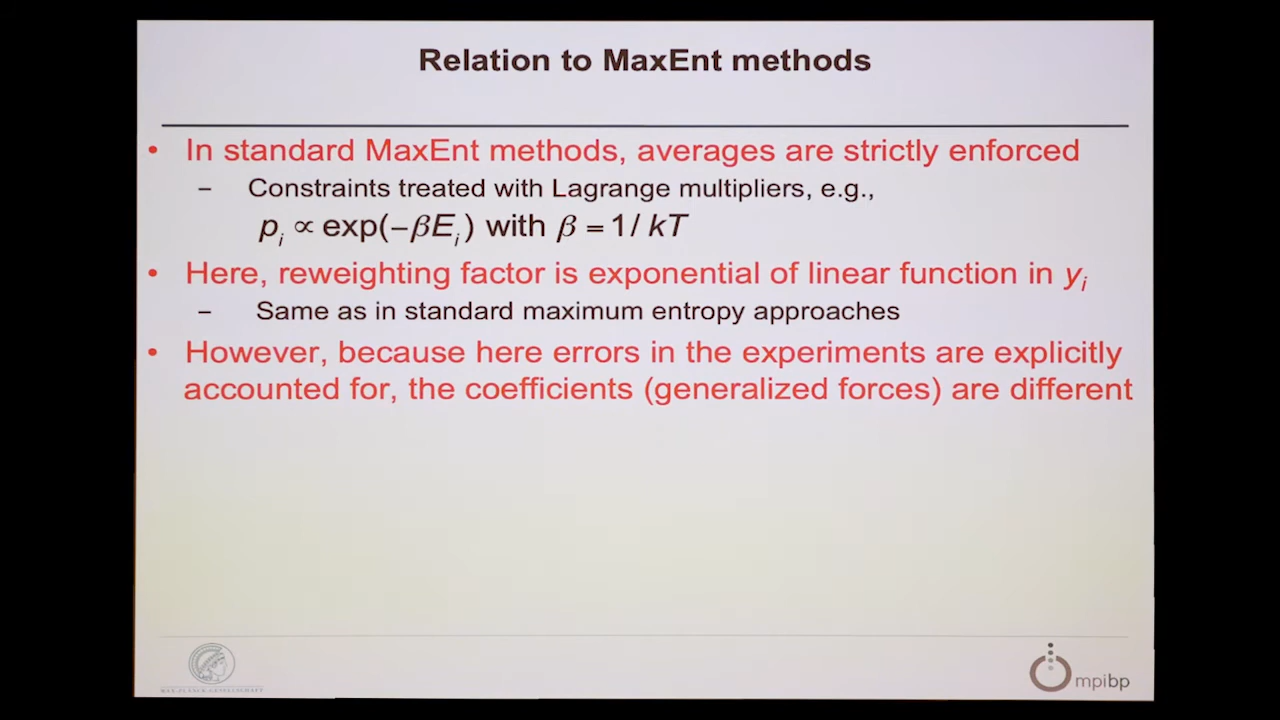 Relation to MaxEnt methods
• In standard MaxEnt methods, averages are strictly enforced
– Constraints treated with Lagrange multipliers, e.g.,
pᵢ ∝ exp(−βEᵢ) with β = 1/ kT
• Here, reweighting factor is exponential of linear function in yᵢ
– Same as in standard maximum entropy approaches
• However, because here errors in the experiments are explicitly
accounted for, the coefficients (generalized forces) are different
MAX-PLANCK-GESELLSCHAFT
mpibp